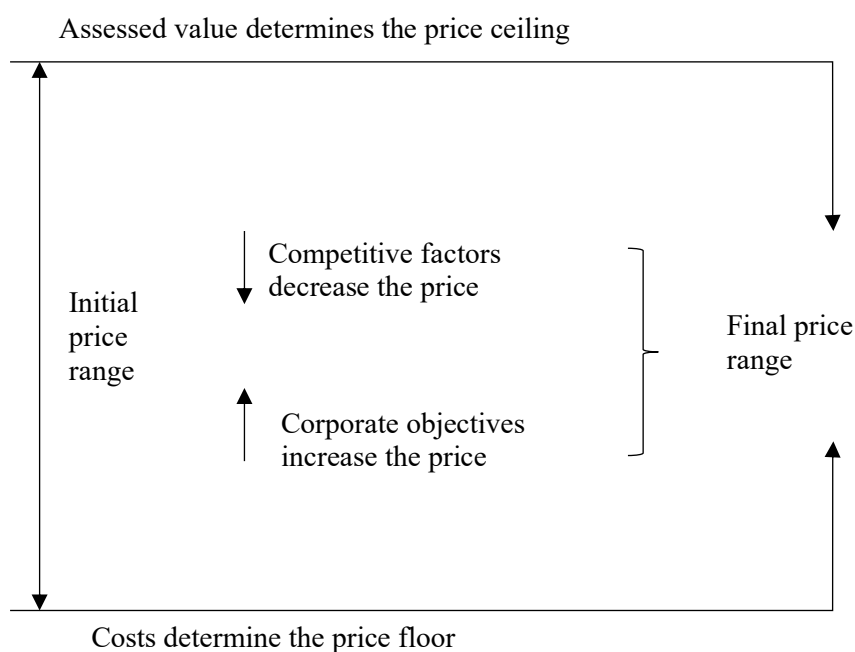 Assessed value determines the price ceiling
Competitive factors
decrease the price
Initial
price
range
Final price
range
Corporate objectives
increase the price
Costs determine the price floor